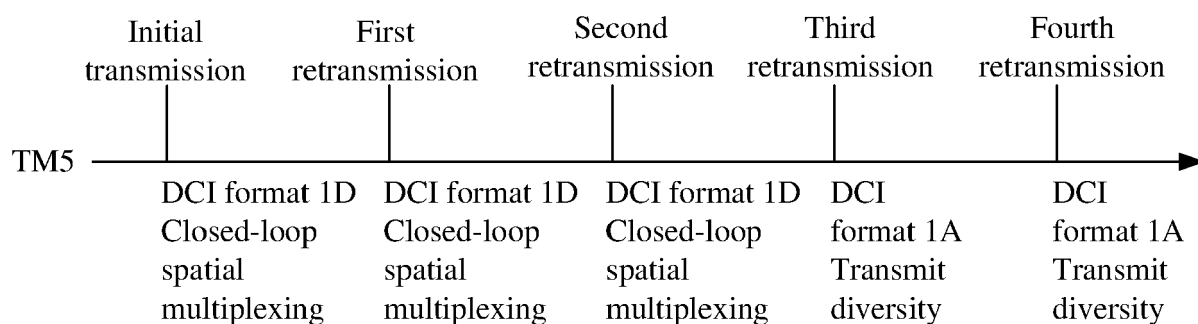 Initial
transmission
First
retransmission
Second
retransmission
Third
retransmission
Fourth
retransmission
TM5
DCI format 1D
Closed-loop
spatial
multiplexing
DCI format 1D
Closed-loop
spatial
multiplexing
DCI format 1D
Closed-loop
spatial
multiplexing
DCI
format 1A
Transmit
diversity
DCI
format 1A
Transmit
diversity